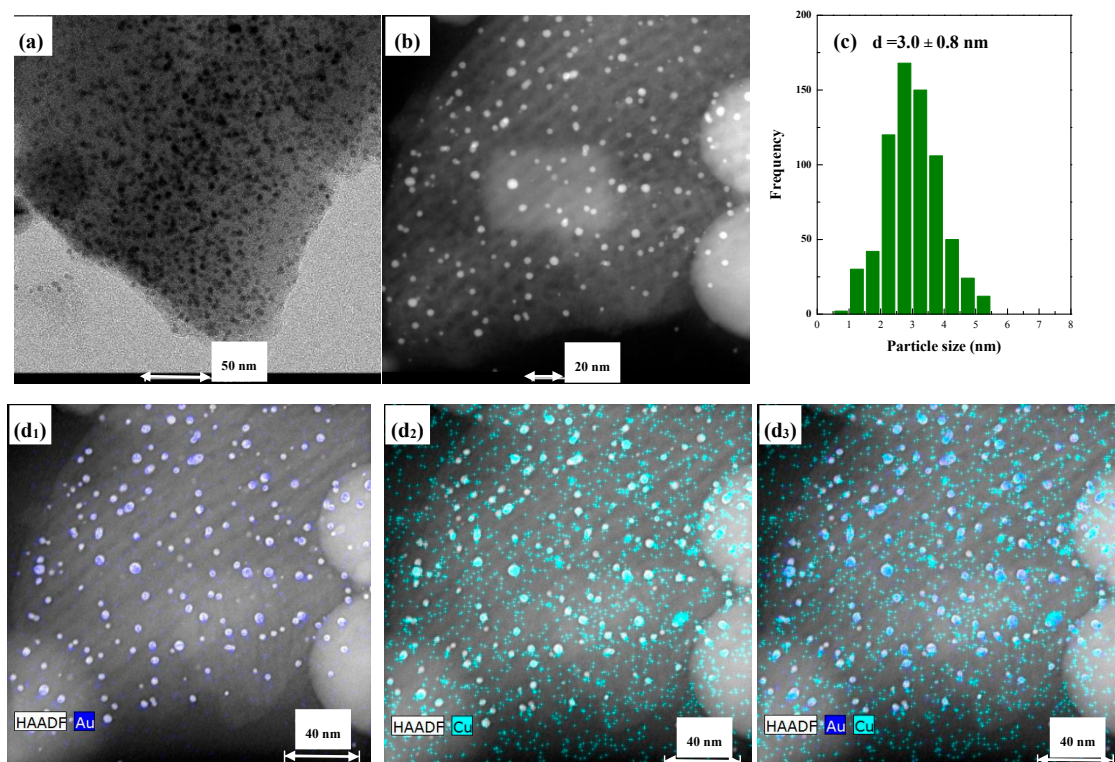 (a)
50 nm
(b)
20 nm
(c) d =3.0 ± 0.8 nm
200
150
100
50
0
Frequency
0 1 2 3 4 5 6 7 8
Particle size (nm)
(d₁)
HAADF Au
40 nm
(d₂)
HAADF Cu
40 nm
(d₃)
HAADF Au Cu
40 nm